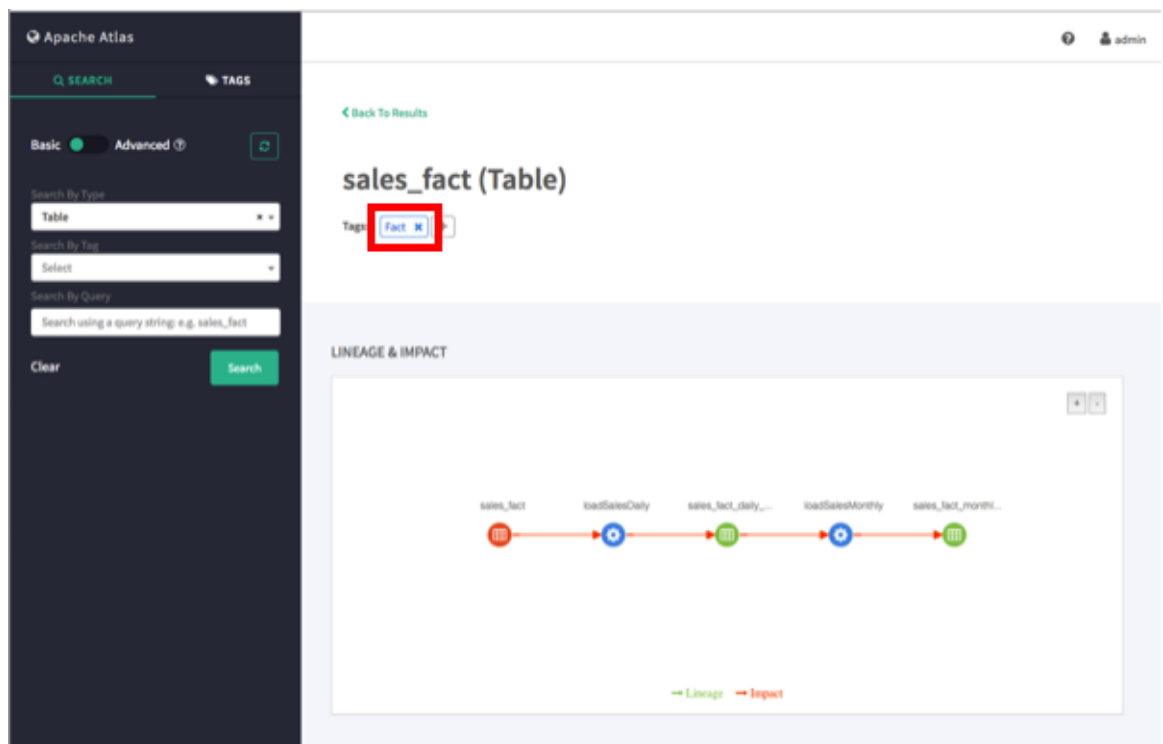 Apache Atlas
admin
SEARCH
TAGS
Back To Results
Basic
Advanced
sales_fact (Table)
Search By Type
Table
Tags:
Fact
Search By Tag
Select
Search By Query
Search using a query string: e.g. sales_fact
LINEAGE & IMPACT
Clear
Search
+ -
sales_fact
loadSalesDaily
sales_fact_daily_...
loadSalesMonthly
sales_fact_monthl...
Lineage
Impact